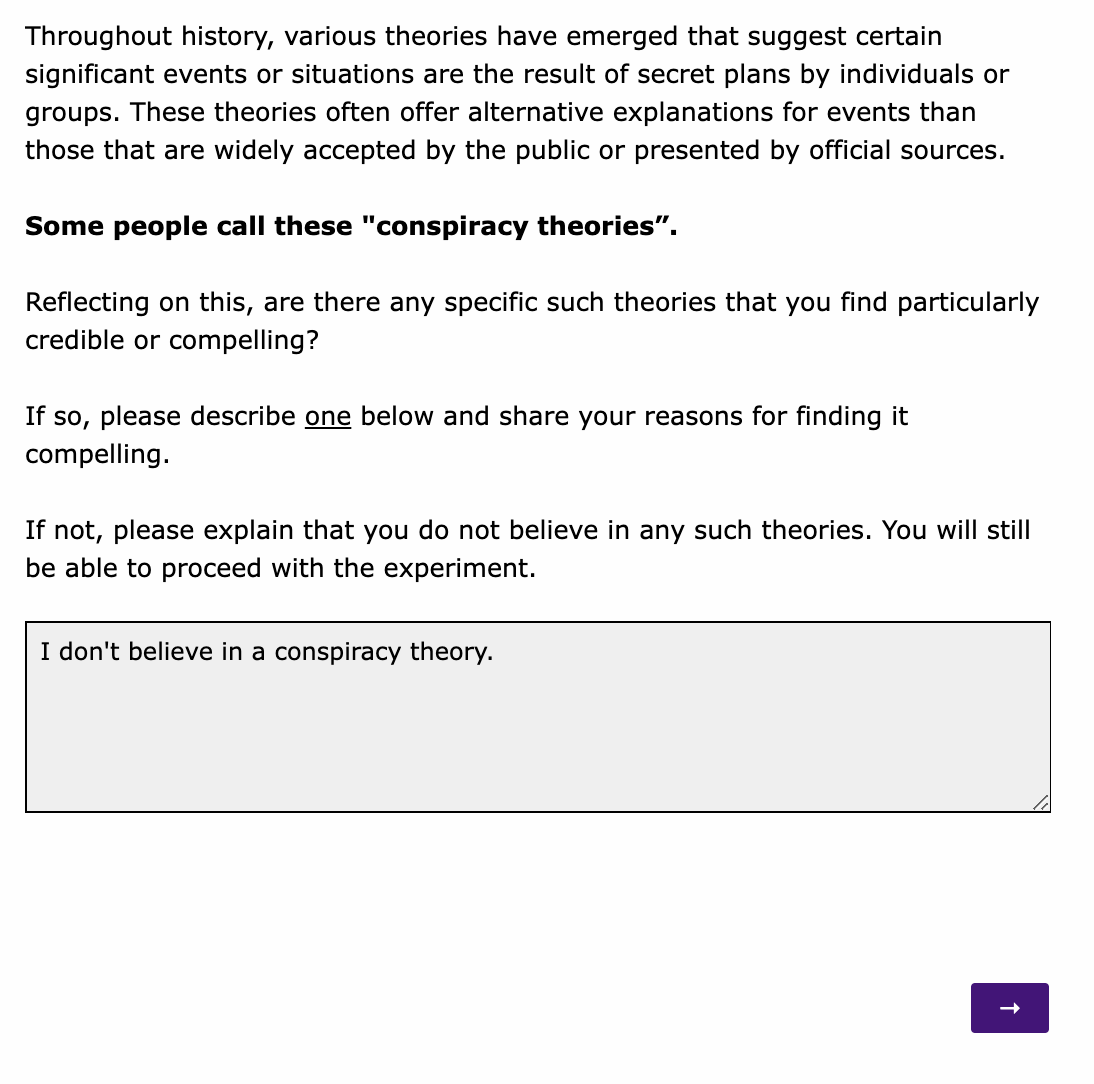 Throughout history, various theories have emerged that suggest certain
significant events or situations are the result of secret plans by individuals or
groups. These theories often offer alternative explanations for events than
those that are widely accepted by the public or presented by official sources.
Some people call these "conspiracy theories”.
Reflecting on this, are there any specific such theories that you find particularly
credible or compelling?
If so, please describe one below and share your reasons for finding it
compelling.
If not, please explain that you do not believe in any such theories. You will still
be able to proceed with the experiment.
I don't believe in a conspiracy theory.
→